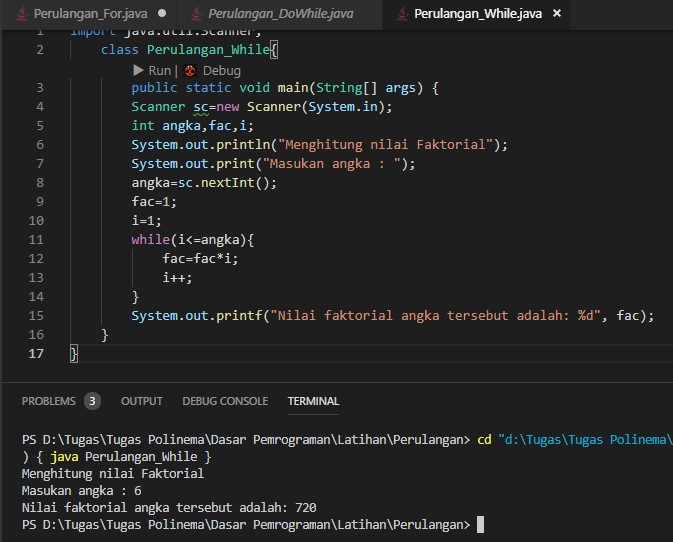 Perulangan_For.java Perulangan_DoWhile.java Perulangan_While.java
1 import java.util.Scanner;
2 class Perulangan_While{
Run | Debug
3 public static void main(String[] args) {
4 Scanner sc=new Scanner(System.in);
5 int angka,fac,i;
6 System.out.println("Menghitung nilai Faktorial");
7 System.out.print("Masukan angka : ");
8 angka=sc.nextInt();
9 fac=1;
10 i=1;
11 while(i<=angka){
12 fac=fac*i;
13 i++;
14 }
15 System.out.printf("Nilai faktorial angka tersebut adalah: %d", fac);
16 }
17 }
PROBLEMS 3 OUTPUT DEBUG CONSOLE TERMINAL
PS D:\Tugas\Tugas Polinema\Dasar Pemrograman\Latihan\Perulangan> cd "d:\Tugas\Tugas Polinema\
) { java Perulangan_While }
Menghitung nilai Faktorial
Masukan angka : 6
Nilai faktorial angka tersebut adalah: 720
PS D:\Tugas\Tugas Polinema\Dasar Pemrograman\Latihan\Perulangan>